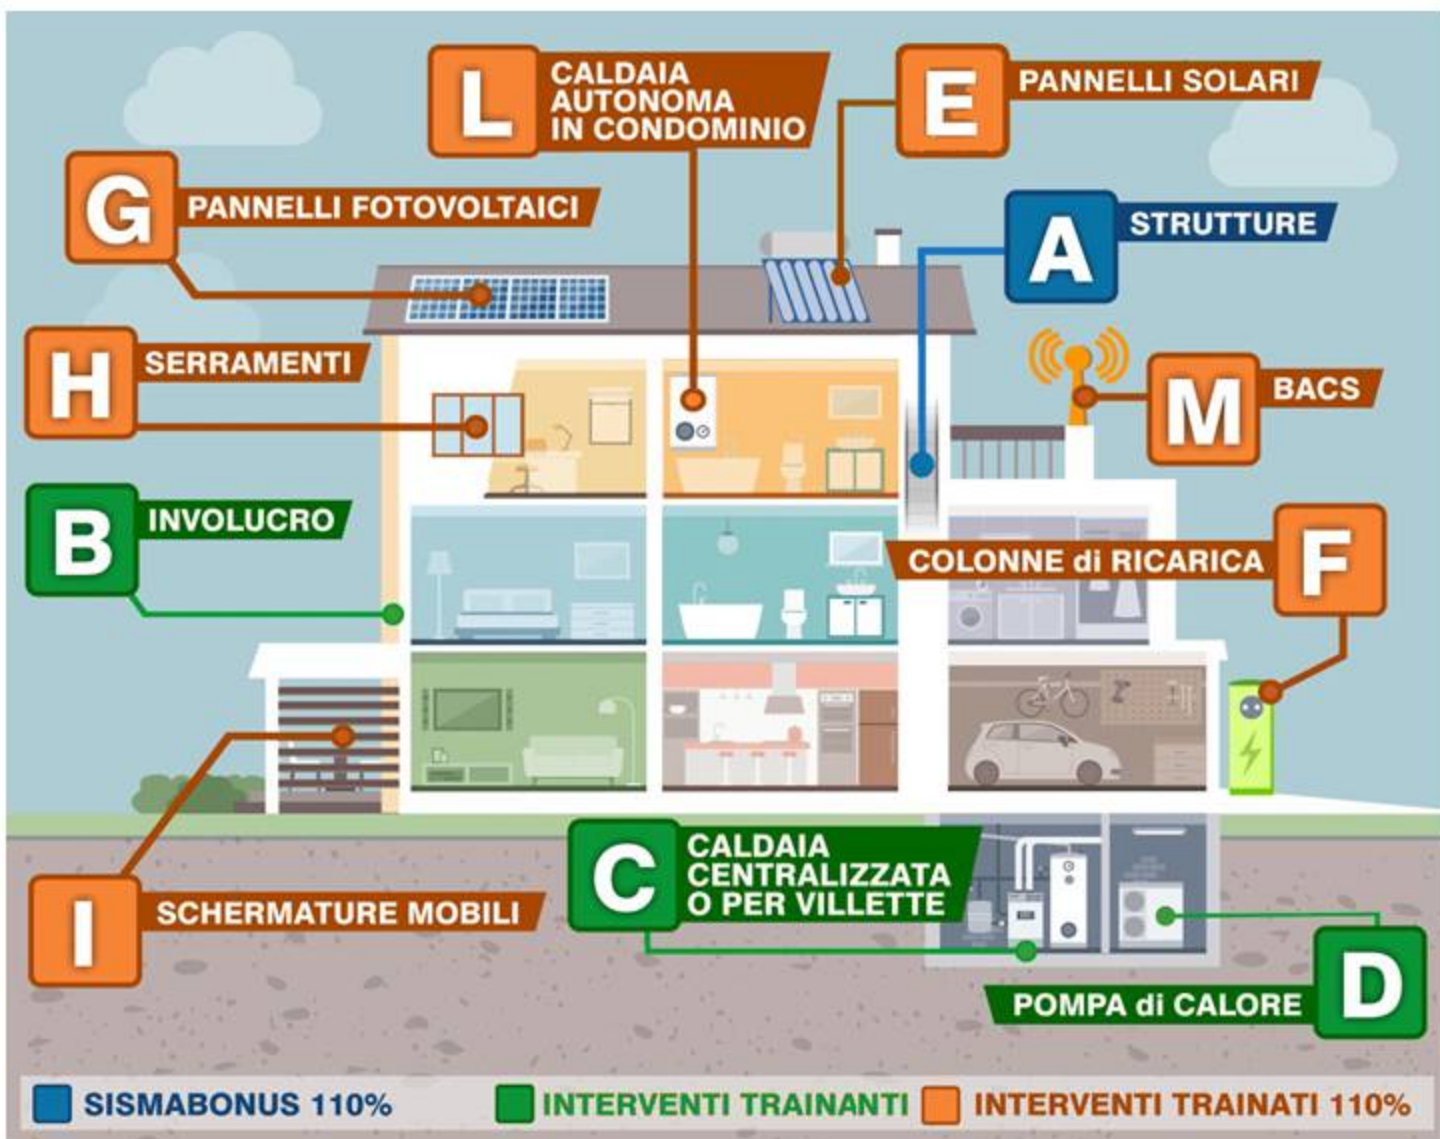 L
CALDAIA
AUTONOMA
IN CONDOMINIO
E
PANNELLI SOLARI
G
PANNELLI FOTOVOLTAICI
A
STRUTTURE
H
SERRAMENTI
M
BACS
B
INVOLUCRO
COLONNE di RICARICA
F
C
CALDAIA
CENTRALIZZATA
O PER VILLETTE
I
SCHERMATURE MOBILI
D
POMPA di CALORE
SISMABONUS 110%
INTERVENTI TRAINANTI
INTERVENTI TRAINATI 110%